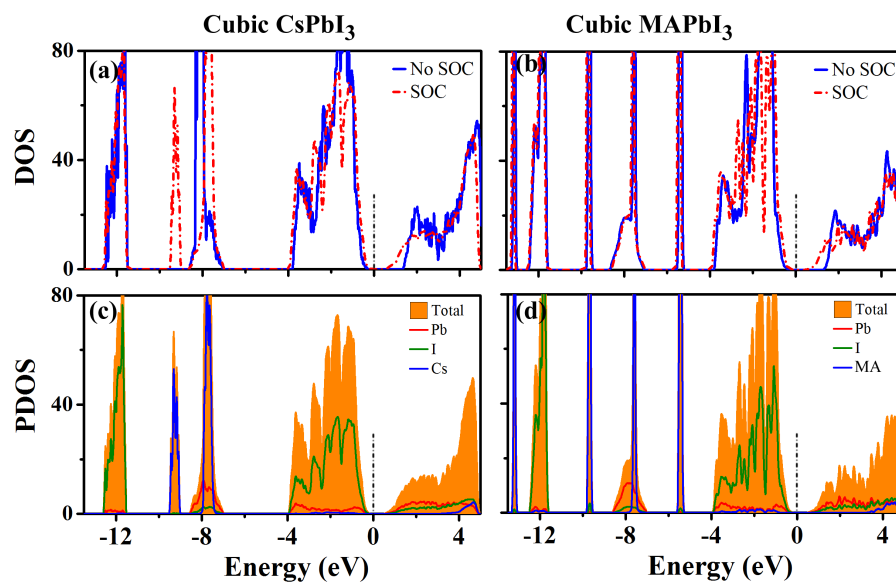 Cubic CsPbI3
Cubic MAPbI3
DOS
80
40
0
(a)
No SOC
SOC
(b)
No SOC
SOC
PDOS
80
40
0
(c)
Total
Pb
I
Cs
(d)
Total
Pb
I
MA
-12 -8 -4 0 4
-12 -8 -4 0 4
Energy (eV)
Energy (eV)